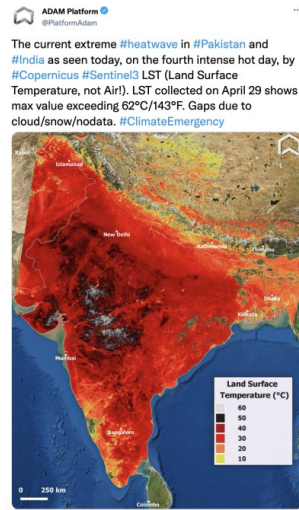 ADAM Platform
@PlatformAdam
The current extreme #heatwave in #Pakistan and
#India as seen today, on the fourth intense hot day, by
#Copernicus #Sentinel3 LST (Land Surface
Temperature, not Air!). LST collected on April 29 shows
max value exceeding 62°C/143°F. Gaps due to
cloud/snow/nodata. #ClimateEmergency
Kabul
Islamabad
New Delhi
Kathmandu
Thimphu
Dhaka
Kolkata
Mumbai
Bangalore
Colombo
Land Surface
Temperature (°C)
60
50
40
30
20
10
0 250 km